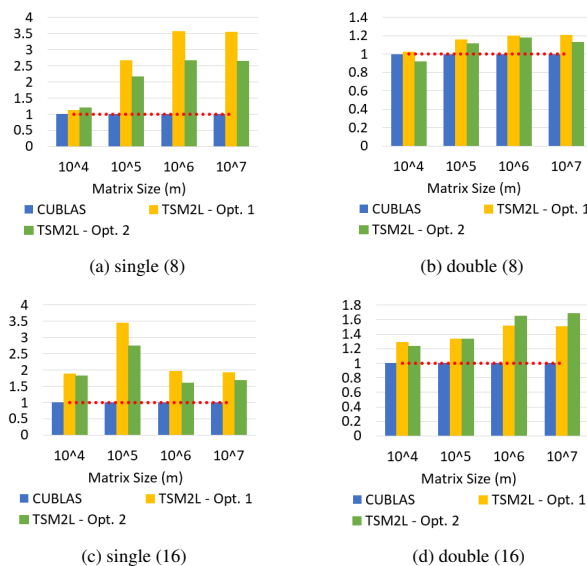 4
3.5
3
2.5
2
1.5
1
0.5
0
10^4 10^5 10^6 10^7
Matrix Size (m)
CUBLAS TSM2L - Opt. 1
TSM2L - Opt. 2
(a) single (8)
1.4
1.2
1
0.8
0.6
0.4
0.2
0
10^4 10^5 10^6 10^7
Matrix Size (m)
CUBLAS TSM2L - Opt. 1
TSM2L - Opt. 2
(b) double (8)
4
3.5
3
2.5
2
1.5
1
0.5
0
10^4 10^5 10^6 10^7
Matrix Size (m)
CUBLAS TSM2L - Opt. 1
TSM2L - Opt. 2
(c) single (16)
1.8
1.6
1.4
1.2
1
0.8
0.6
0.4
0.2
0
10^4 10^5 10^6 10^7
Matrix Size (m)
CUBLAS TSM2L - Opt. 1
TSM2L - Opt. 2
(d) double (16)